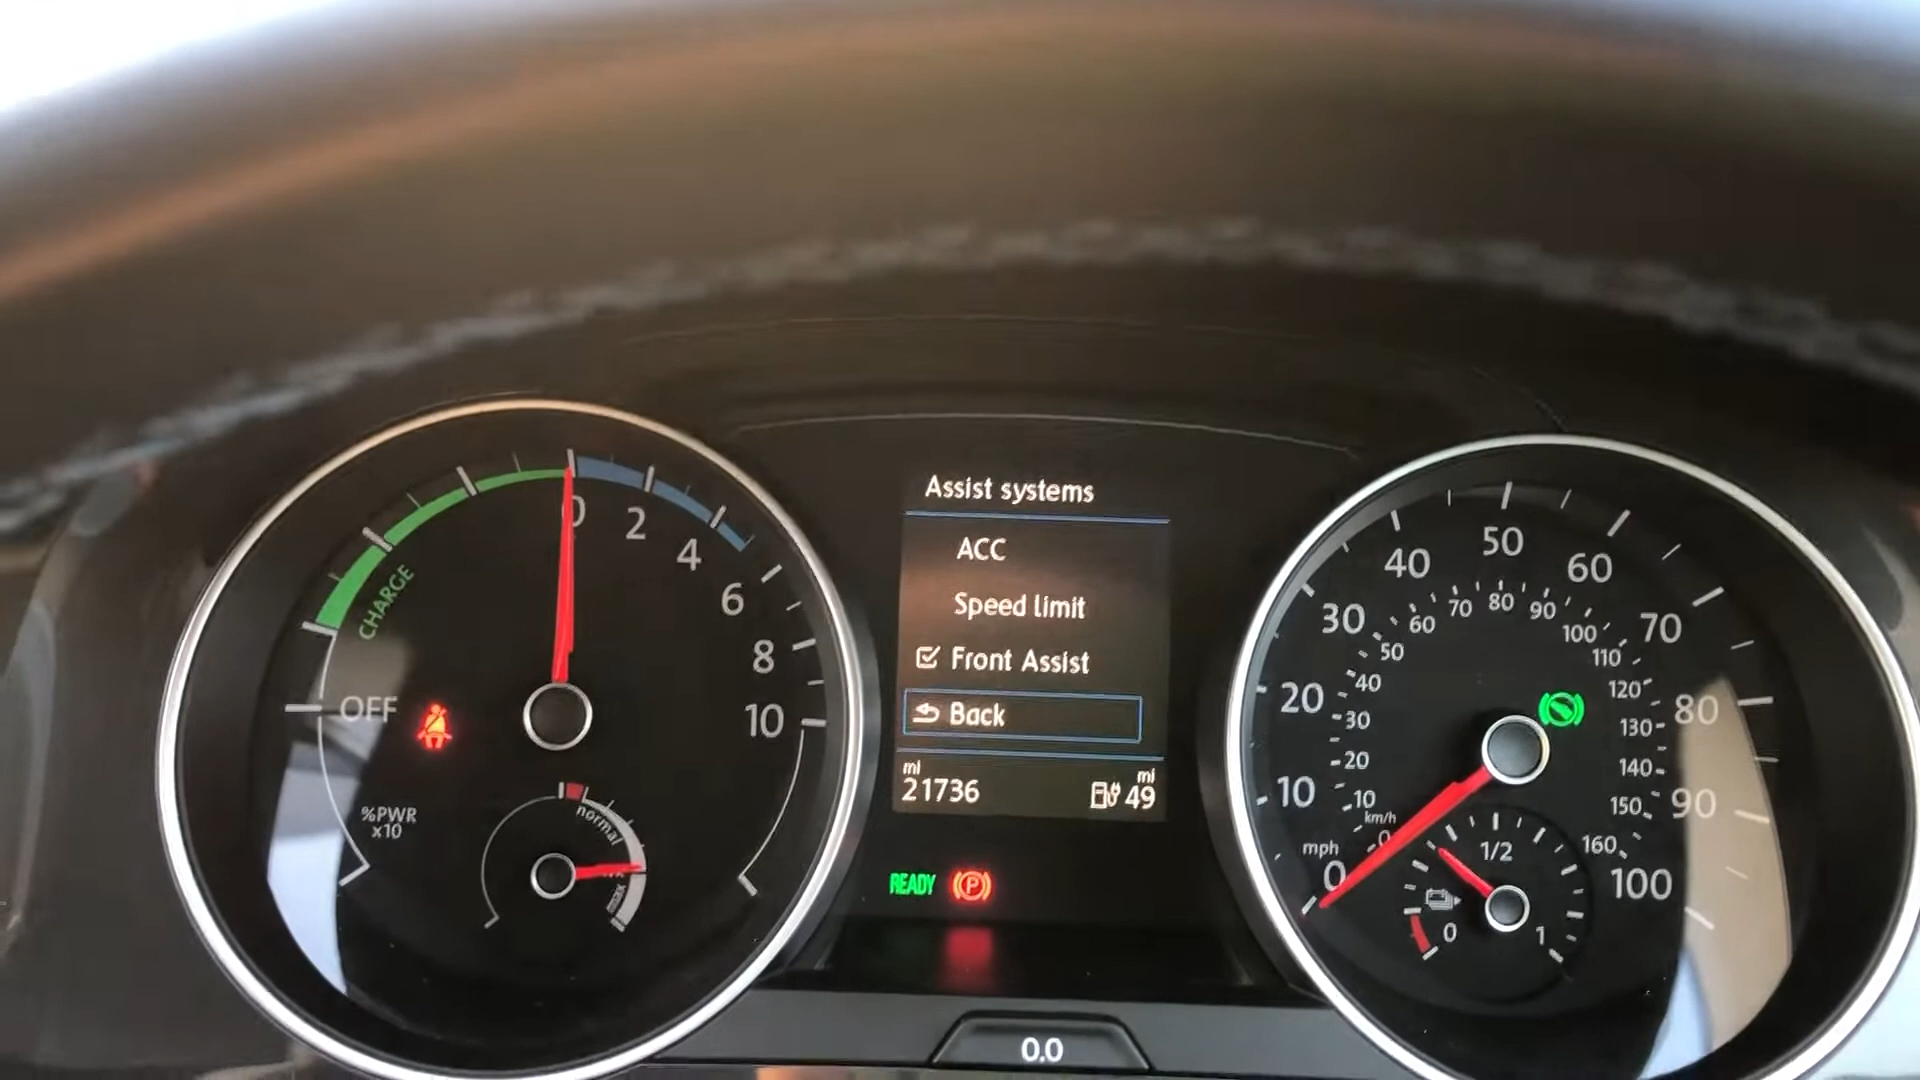 0
2
4
6
8
10
CHARGE
OFF
%PWR
x10
normal
Assist systems
ACC
Speed limit
Front Assist
Back
mi
21736
mi
49
READY
P
0.0
0
10
20
30
40
50
60
70
80
90
100
mph
km/h
0
10
20
30
40
50
60
70
80
90
100
110
120
130
140
150
160
0
1/2
1